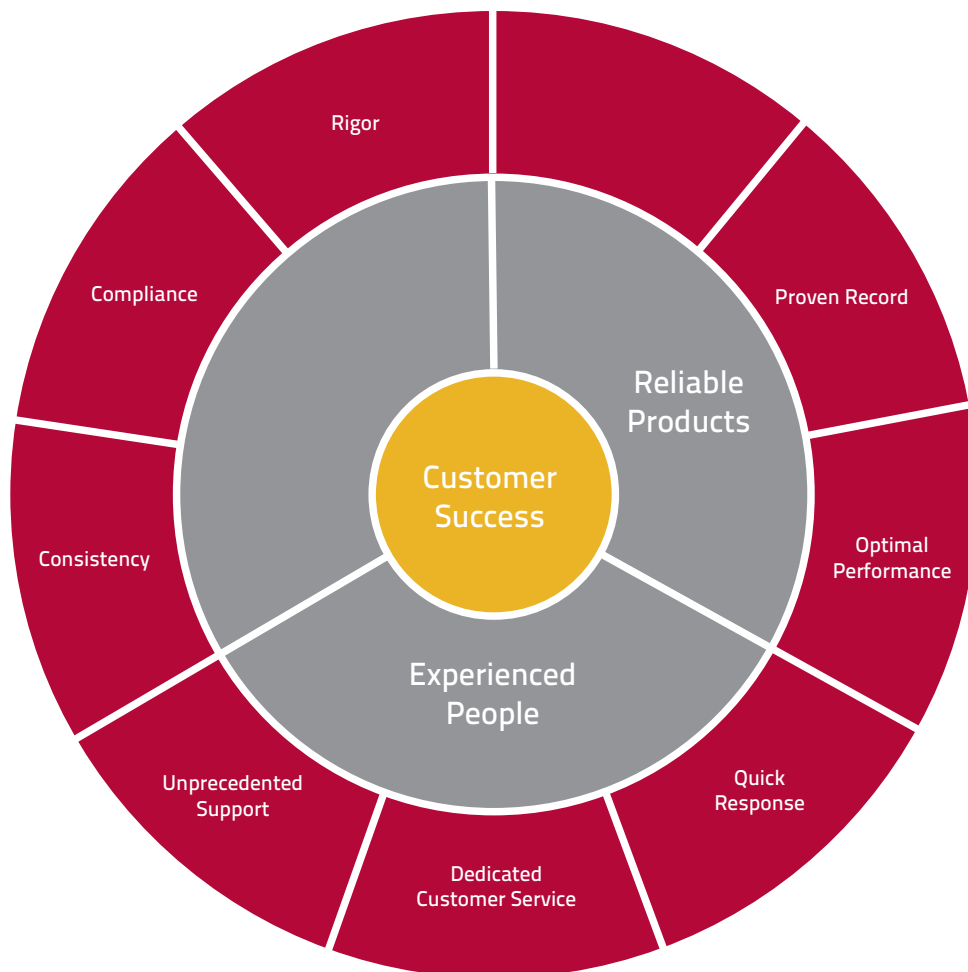 Rigor
Compliance
Proven Record
Reliable
Products
Customer
Success
Consistency
Optimal
Performance
Experienced
People
Unprecedented
Support
Quick
Response
Dedicated
Customer Service